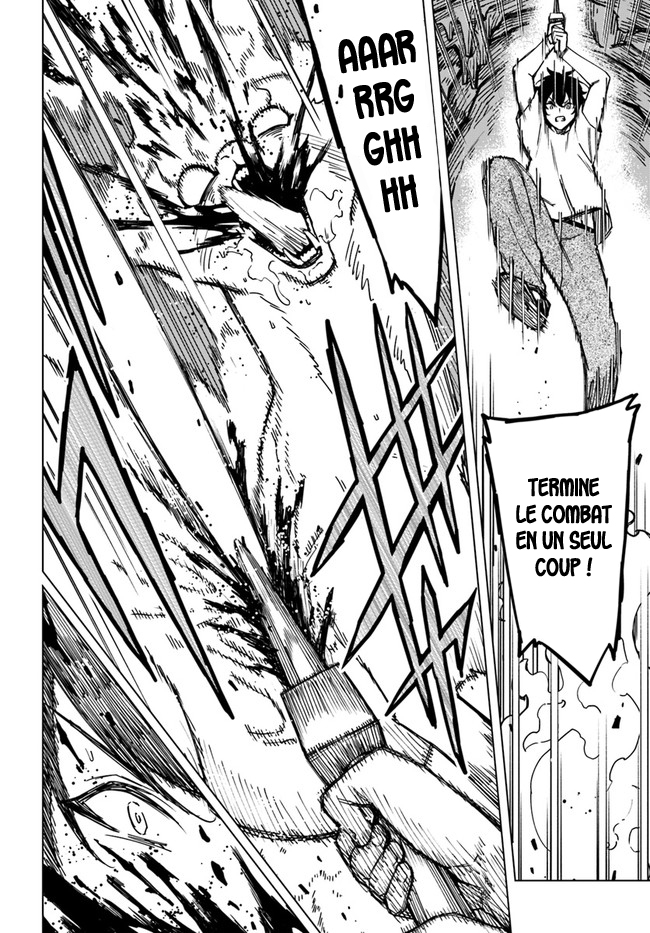 TERMINE
LE COMBAT
EN UN SEUL
COUP !
AAAR
RRG
GHH
HH